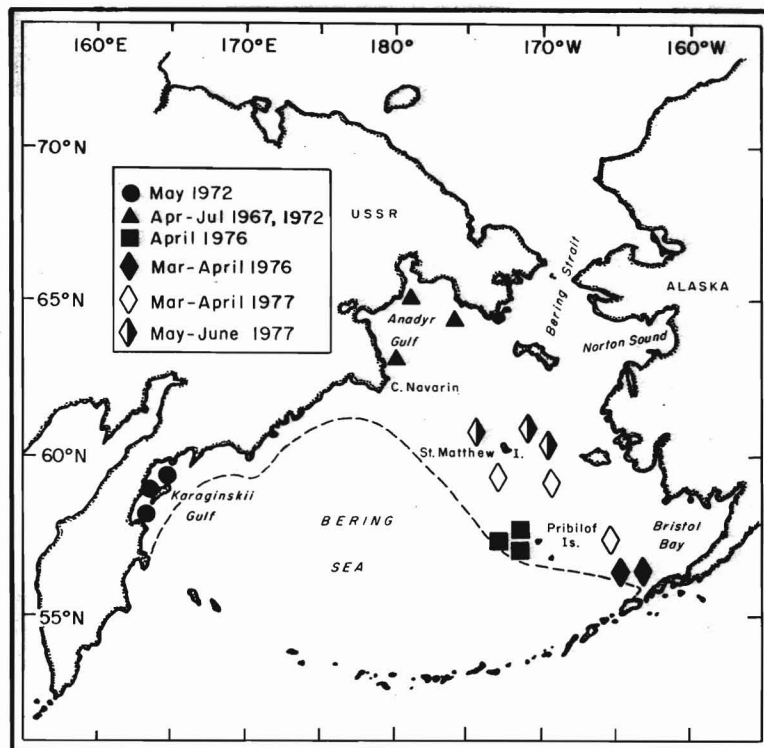 160°E 170°E 180° 170°W 160°W
70°N
May 1972
Apr-Jul 1967, 1972
April 1976
Mar-April 1976
Mar-April 1977
May-June 1977
USSR
Bering Strait
ALASKA
65°N
Anadyr
Gulf
Norton Sound
C. Navarin
60°N
St. Matthew I.
Karaginskii
Gulf
BERING
SEA
Pribilof
Is.
Bristol
Bay
55°N